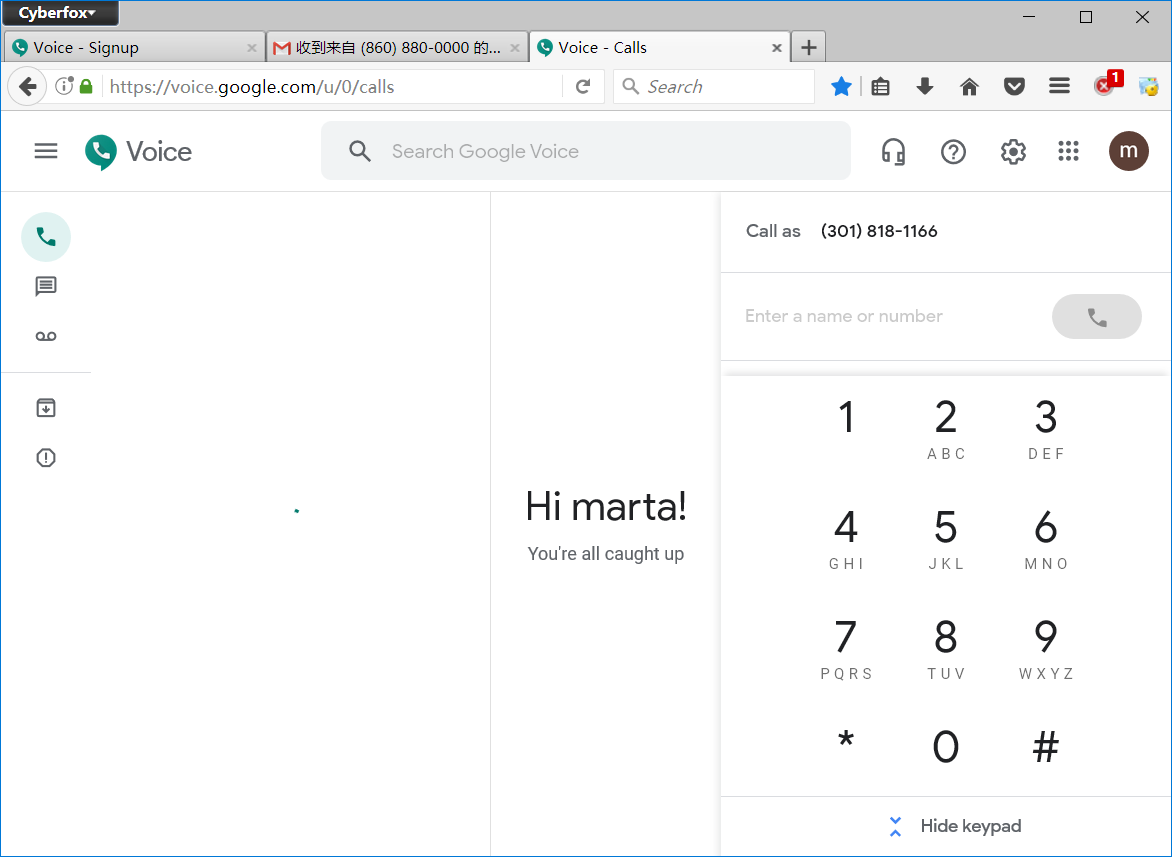 Cyberfox
Voice - Signup
收到来自 (860) 880-0000 的...
Voice - Calls
https://voice.google.com/u/0/calls
Search
1
Voice
Search Google Voice
m
Call as (301) 818-1166
Enter a name or number
1 2 3
ABC DEF
4 5 6
GHI JKL MNO
7 8 9
PQRS TUV WXYZ
* 0 #
Hi marta!
You're all caught up
Hide keypad